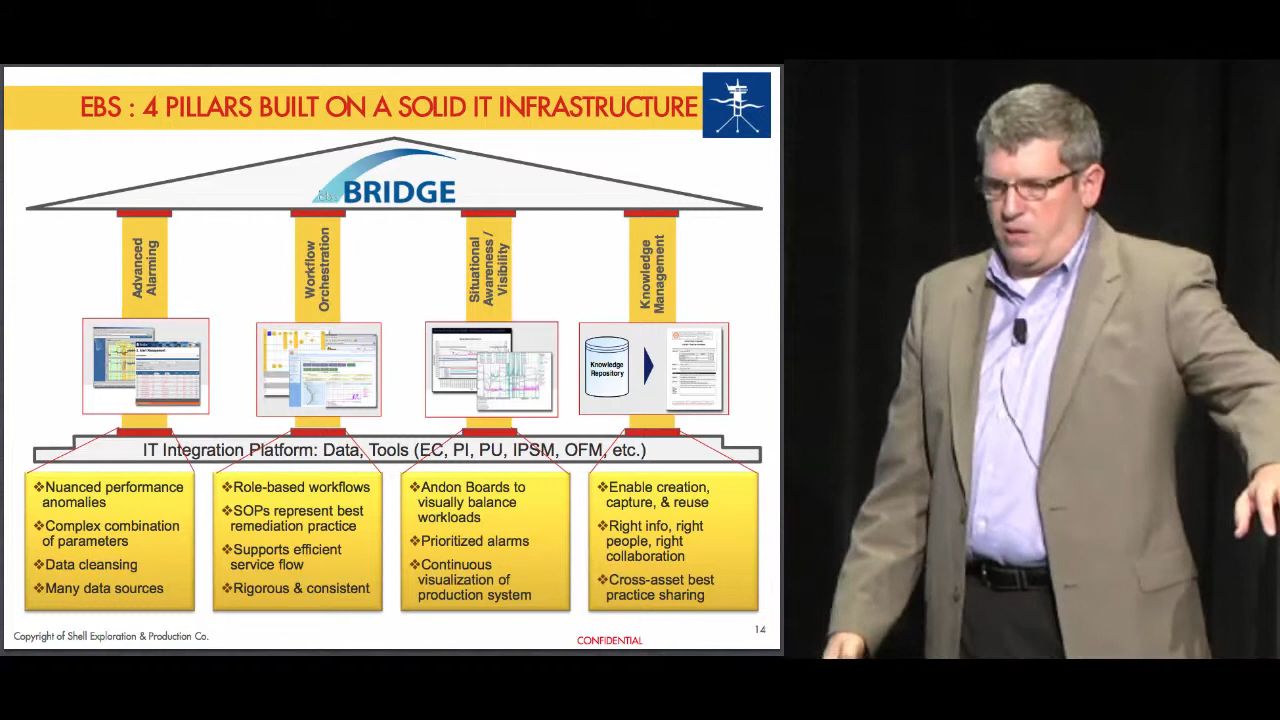 EBS : 4 PILLARS BUILT ON A SOLID IT INFRASTRUCTURE
BRIDGE
Advanced
Alarming
Workflow
Orchestration
Situational
Awareness /
Visibility
Knowledge
Management
Knowledge
Repository
IT Integration Platform: Data, Tools (EC, PI, PU, IPSM, OFM, etc.)
❖Nuanced performance
anomalies
❖Complex combination
of parameters
❖Data cleansing
❖Many data sources
❖Role-based workflows
❖SOPs represent best
remediation practice
❖Supports efficient
service flow
❖Rigorous & consistent
❖Andon Boards to
visually balance
workloads
❖Prioritized alarms
❖Continuous
visualization of
production system
❖Enable creation,
capture, & reuse
❖Right info, right
people, right
collaboration
❖Cross-asset best
practice sharing
Copyright of Shell Exploration & Production Co.
CONFIDENTIAL
14